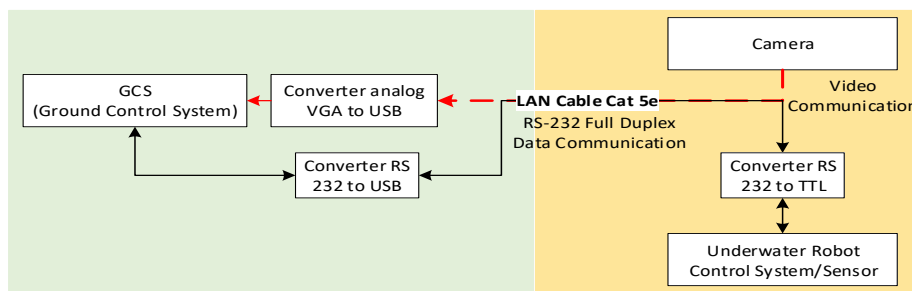 Camera
GCS
(Ground Control System)
Converter analog
VGA to USB
Video
Communication
LAN Cable Cat 5e
RS-232 Full Duplex
Data Communication
Converter RS
232 to USB
Converter RS
232 to TTL
Underwater Robot
Control System/Sensor